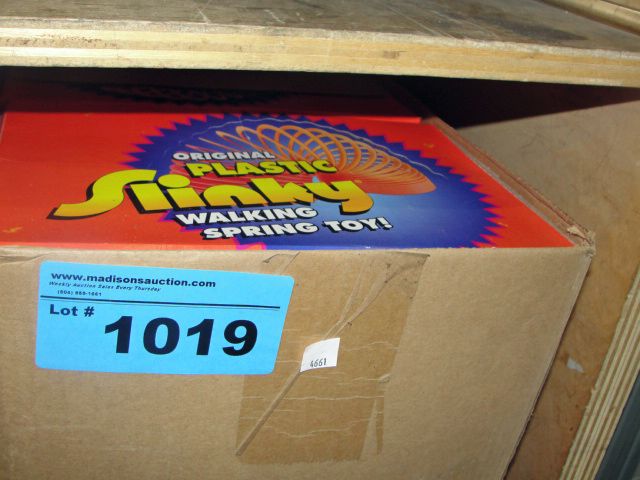 ORIGINAL
PLASTIC
Slinky
WALKING
SPRING TOY!
www.madisonsauction.com
Weekly Auction Sales Every Thursday
Lot # 1019
4661